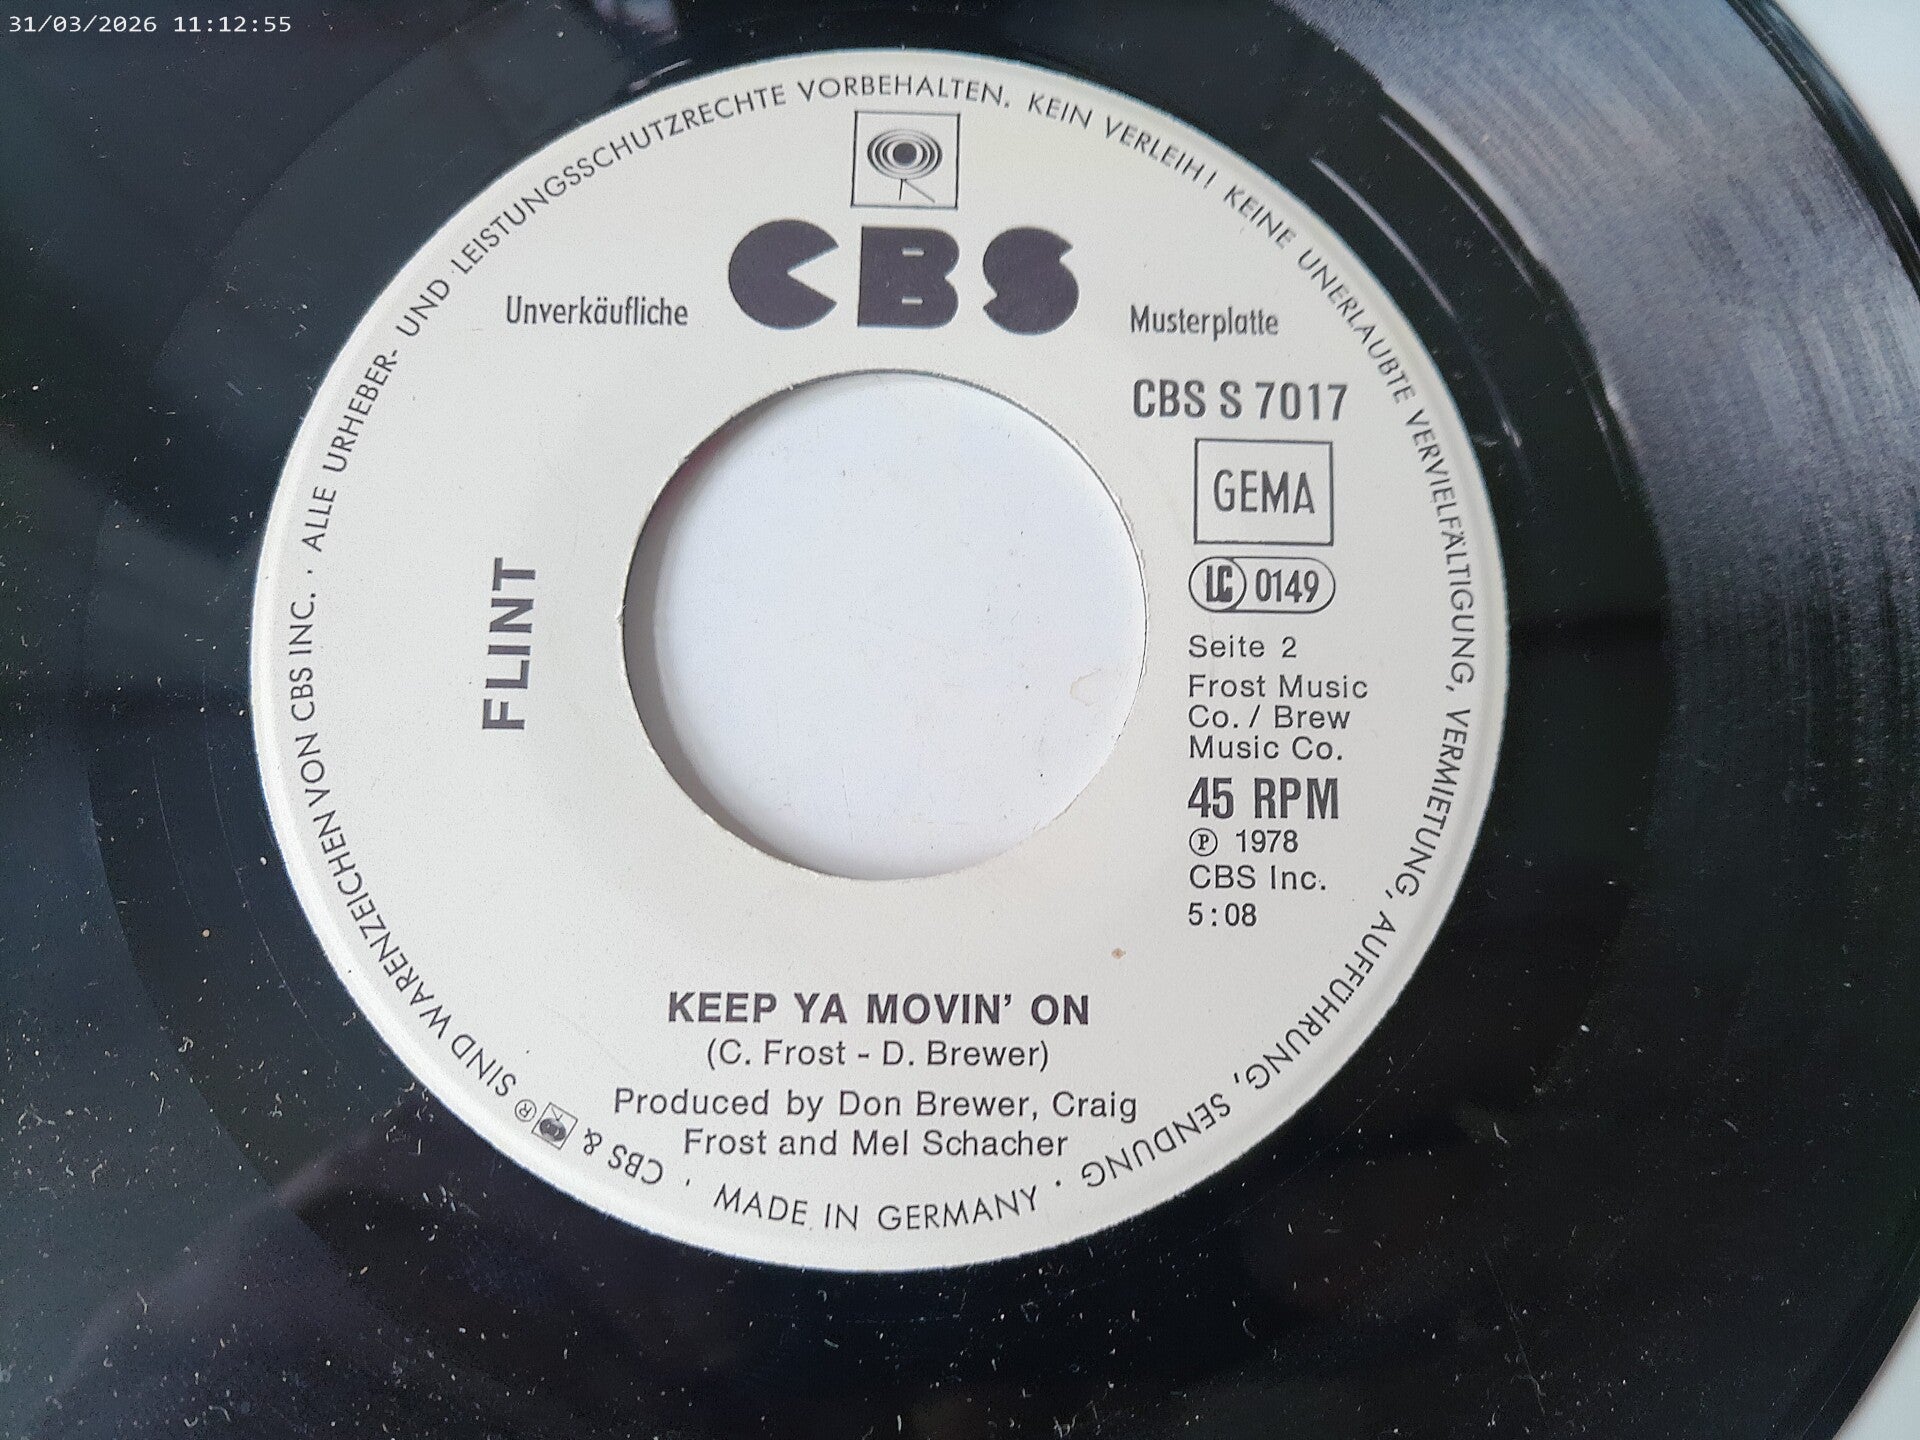 31/03/2026 11:12:55
CBS & ® SIND WARENZEICHEN VON CBS INC. · ALLE URHEBER- UND LEISTUNGSSCHUTZRECHTE VORBEHALTEN. KEIN VERLEIH! KEINE UNERLAUBTE VERVIELFÄLTIGUNG, VERMIETUNG, AUFFÜHRUNG, SENDUNG · MADE IN GERMANY ·
CBS
Unverkäufliche Musterplatte
CBS S 7017
GEMA
LC 0149
FLINT
Seite 2
Frost Music
Co. / Brew
Music Co.
45 RPM
Ⓟ 1978
CBS Inc.
5:08
KEEP YA MOVIN' ON
(C. Frost - D. Brewer)
Produced by Don Brewer, Craig
Frost and Mel Schacher